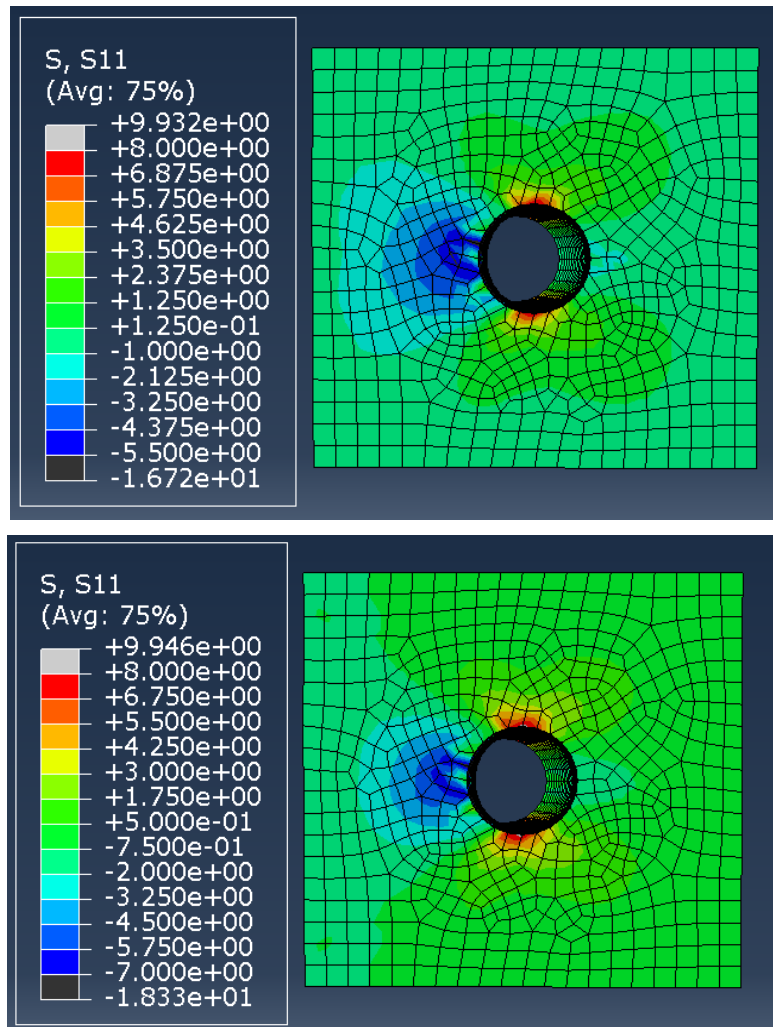 S, S11
(Avg: 75%)
+9.932e+00
+8.000e+00
+6.875e+00
+5.750e+00
+4.625e+00
+3.500e+00
+2.375e+00
+1.250e+00
+1.250e-01
-1.000e+00
-2.125e+00
-3.250e+00
-4.375e+00
-5.500e+00
-1.672e+01
S, S11
(Avg: 75%)
+9.946e+00
+8.000e+00
+6.750e+00
+5.500e+00
+4.250e+00
+3.000e+00
+1.750e+00
+5.000e-01
-7.500e-01
-2.000e+00
-3.250e+00
-4.500e+00
-5.750e+00
-7.000e+00
-1.833e+01